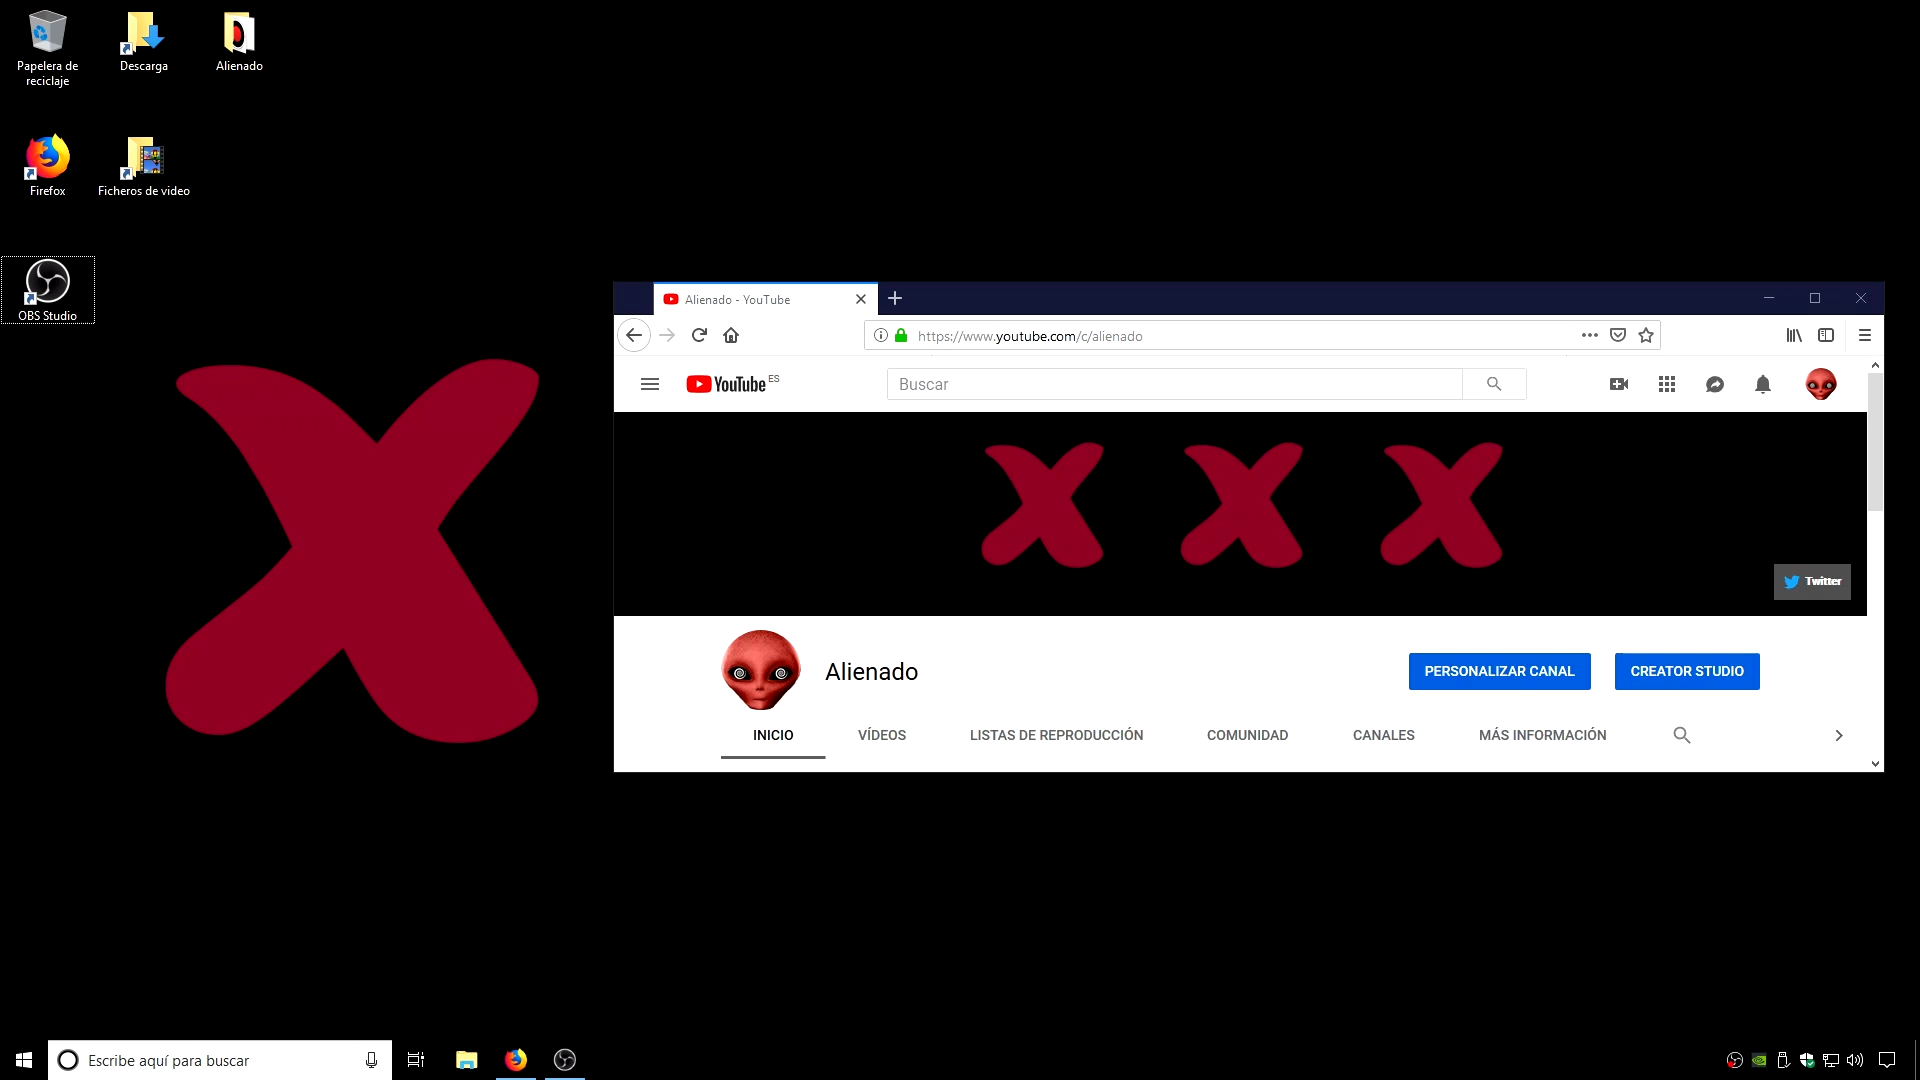 Papelera de
reciclaje
Descarga
Alienado
Firefox
Ficheros de video
OBS Studio
Alienado - YouTube
https://www.youtube.com/c/alienado
YouTube ES
Buscar
Twitter
Alienado
PERSONALIZAR CANAL
CREATOR STUDIO
INICIO
VÍDEOS
LISTAS DE REPRODUCCIÓN
COMUNIDAD
CANALES
MÁS INFORMACIÓN
Escribe aquí para buscar